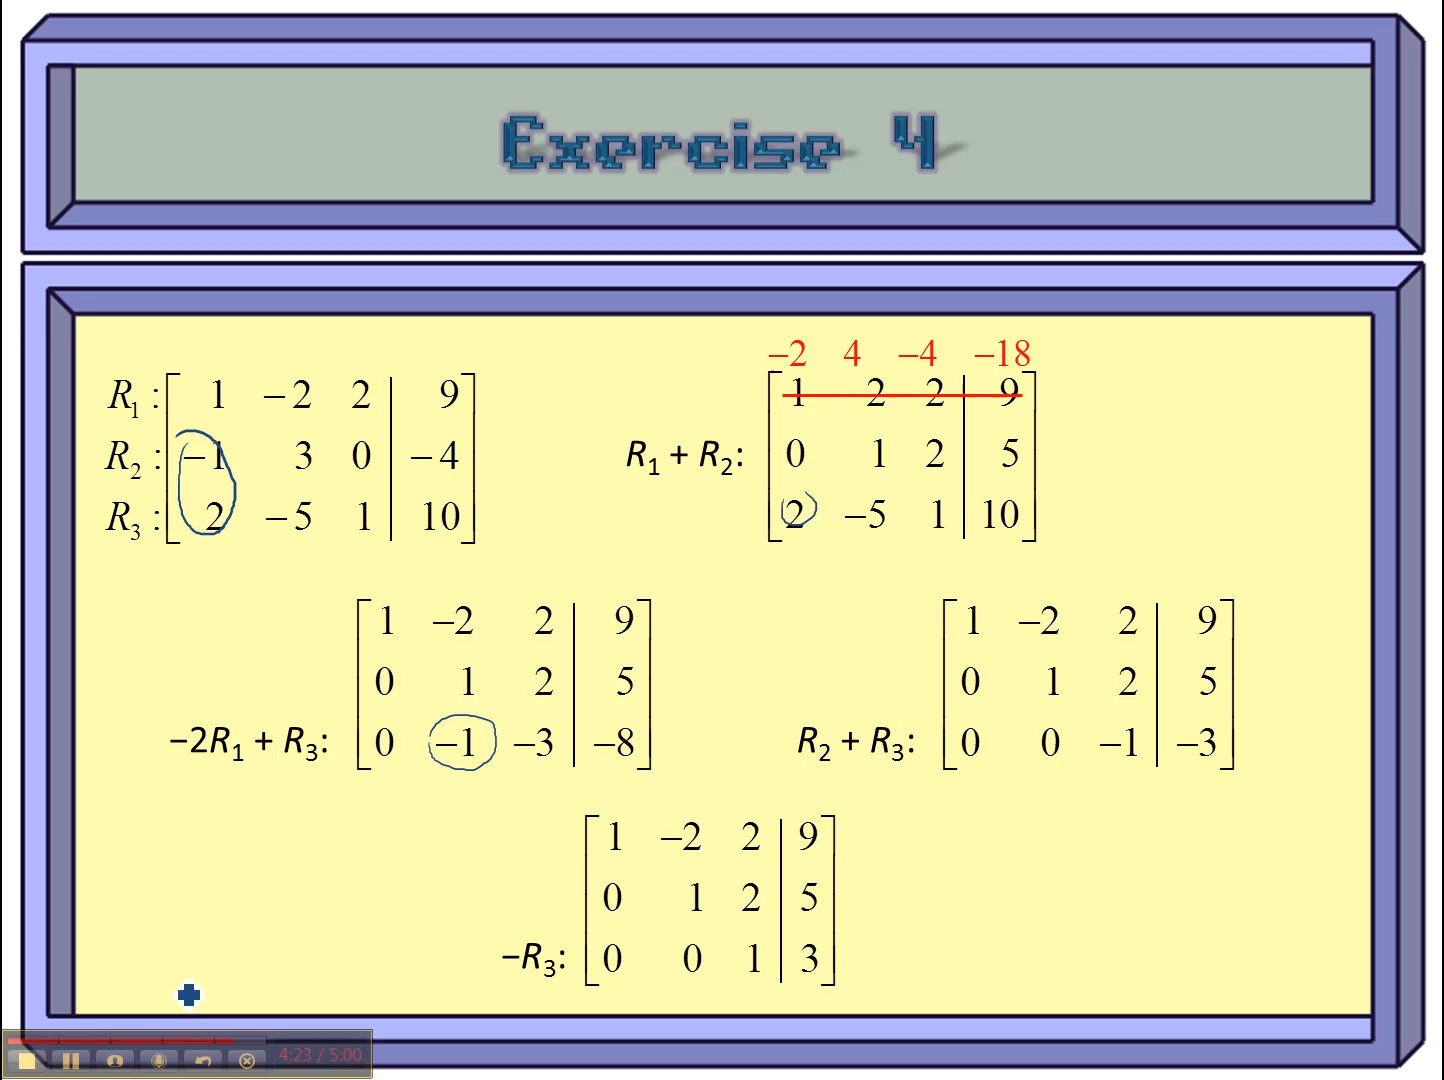 Exercise 4
−2 4 −4 −18
R1 : 1 −2 2 9
R2 : −1 3 0 −4
R3 : 2 −5 1 10
1 2 2 9
R1 + R2: 0 1 2 5
2 −5 1 10
1 −2 2 9
0 1 2 5
−2R1 + R3: 0 −1 −3 −8
1 −2 2 9
0 1 2 5
R2 + R3: 0 0 −1 −3
1 −2 2 9
0 1 2 5
−R3: 0 0 1 3
4:23 / 5:00